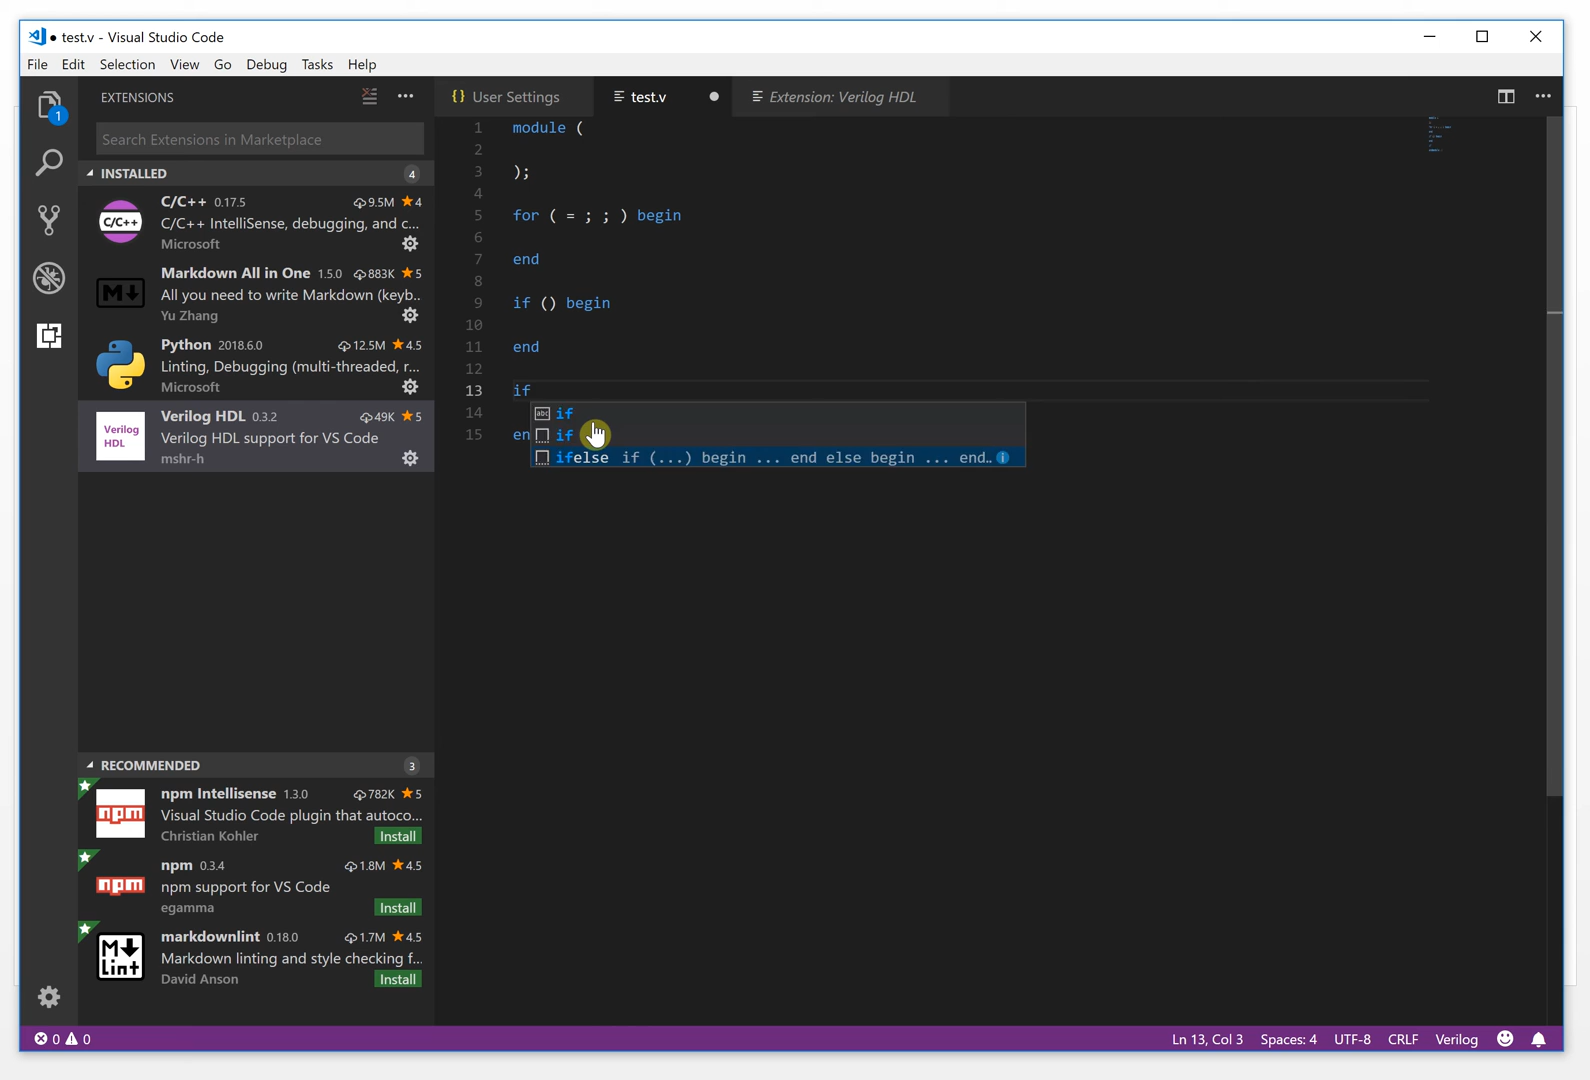 test.v - Visual Studio Code
File Edit Selection View Go Debug Tasks Help
1
EXTENSIONS
Search Extensions in Marketplace
INSTALLED 4
C/C++
C/C++ 0.17.5 9.5M 4
C/C++ IntelliSense, debugging, and c...
Microsoft
Markdown All in One 1.5.0 883K 5
All you need to write Markdown (keyb...
Yu Zhang
Python 2018.6.0 12.5M 4.5
Linting, Debugging (multi-threaded, r...
Microsoft
Verilog
HDL
Verilog HDL 0.3.2 49K 5
Verilog HDL support for VS Code
mshr-h
RECOMMENDED 3
npm
npm Intellisense 1.3.0 782K 5
Visual Studio Code plugin that autoco...
Christian Kohler Install
npm
npm 0.3.4 1.8M 4.5
npm support for VS Code
egamma Install
M
Lint
markdownlint 0.18.0 1.7M 4.5
Markdown linting and style checking f...
David Anson Install
{} User Settings test.v Extension: Verilog HDL
1 module (
2
3 );
4
5 for ( = ; ; ) begin
6
7 end
8
9 if () begin
10
11 end
12
13 if
14
15 en
abc if
if
ifelse if (...) begin ... end else begin ... end..
0 0 Ln 13, Col 3 Spaces: 4 UTF-8 CRLF Verilog